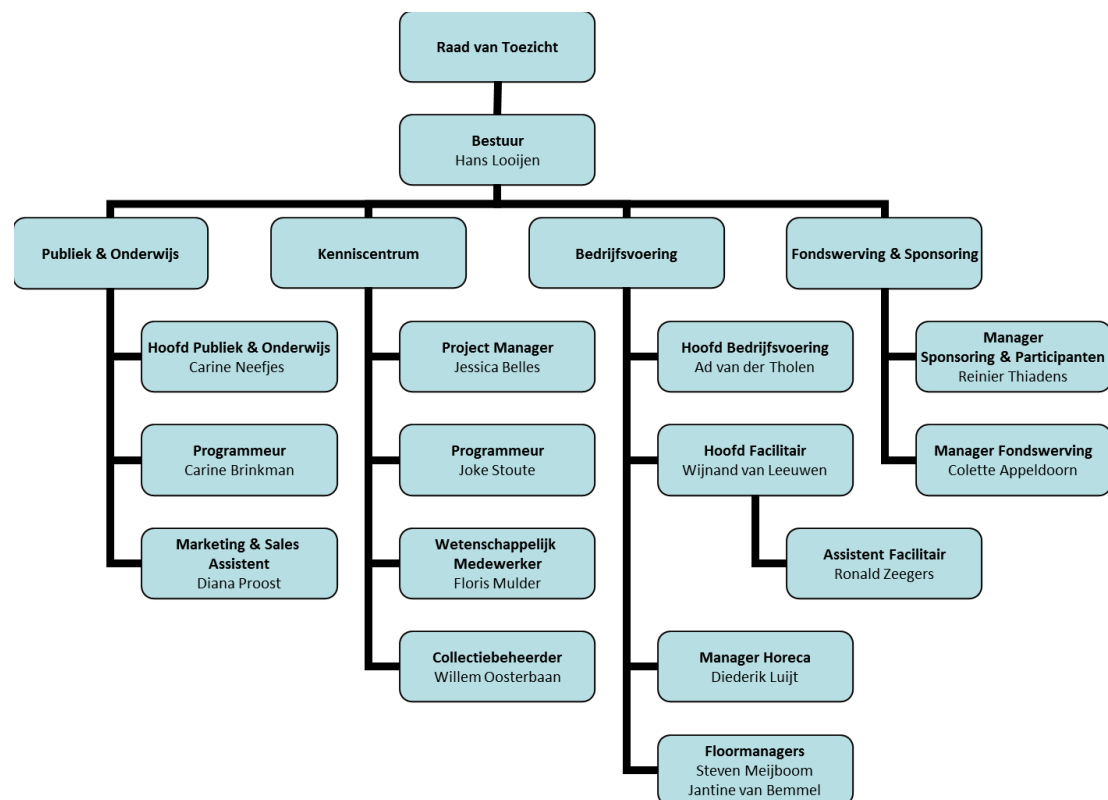 Raad van Toezicht
Bestuur
Hans Looijen
Publiek & Onderwijs
Kenniscentrum
Bedrijfsvoering
Fondswerving & Sponsoring
Hoofd Publiek & Onderwijs
Carine Neefjes
Project Manager
Jessica Belles
Hoofd Bedrijfsvoering
Ad van der Tholen
Manager
Sponsoring & Participanten
Reinier Thiadens
Programmeur
Carine Brinkman
Programmeur
Joke Stoute
Hoofd Facilitair
Wijnand van Leeuwen
Manager Fondswerving
Colette Appeldoorn
Marketing & Sales
Assistent
Diana Proost
Wetenschappelijk
Medewerker
Floris Mulder
Assistent Facilitair
Ronald Zeegers
Collectiebeheerder
Willem Oosterbaan
Manager Horeca
Diederik Luijt
Floormanagers
Steven Meijboom
Jantine van Bemmel